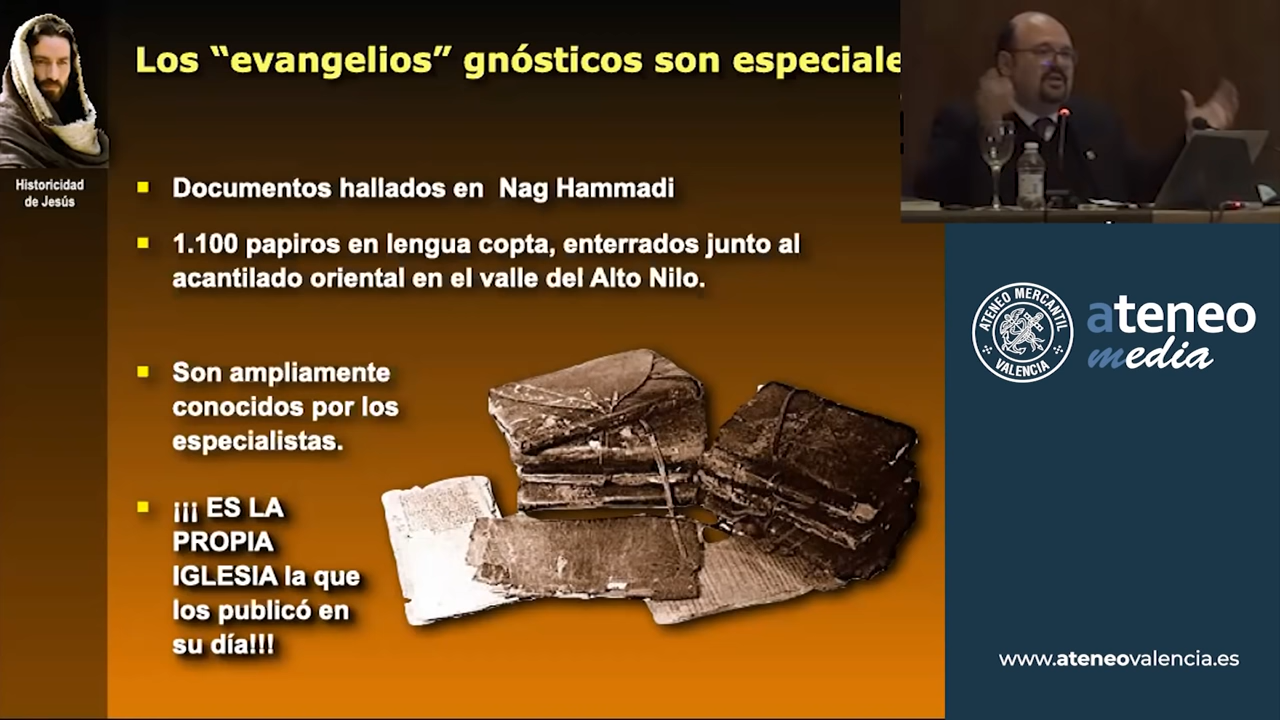 Los “evangelios” gnósticos son especiale
Historicidad
de Jesús
Documentos hallados en Nag Hammadi
1.100 papiros en lengua copta, enterrados junto al
acantilado oriental en el valle del Alto Nilo.
Son ampliamente
conocidos por los
especialistas.
¡¡¡ ES LA
PROPIA
IGLESIA la que
los publicó en
su día!!!
ATENEO MERCANTIL
VALENCIA
ateneo
media
www.ateneovalencia.es